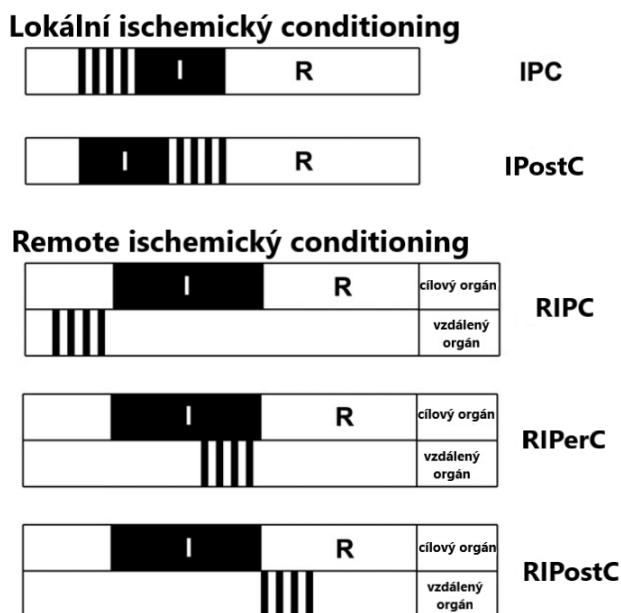 Lokální ischemický conditioning
I R IPC
I R IPostC
Remote ischemický conditioning
I R cílový orgán
vzdálený
orgán
RIPC
I R cílový orgán
vzdálený
orgán
RIPerC
I R cílový orgán
vzdálený
orgán
RIPostC